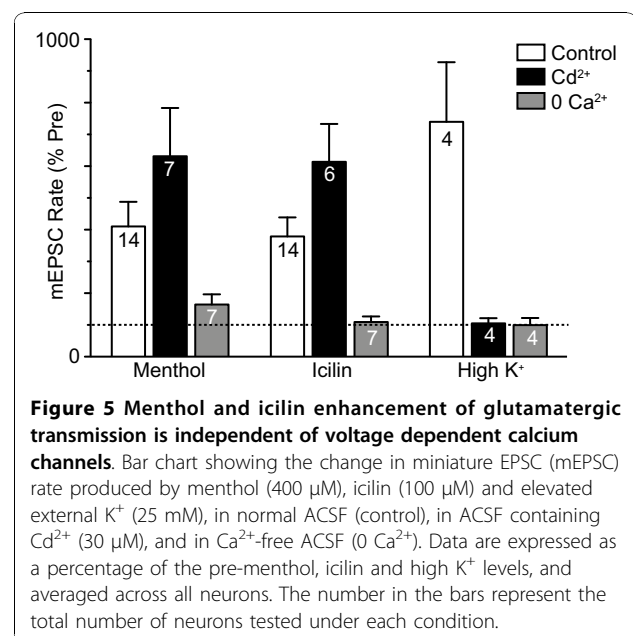 1000
Control
Cd²⁺
0 Ca²⁺
mEPSC Rate (% Pre)
14
7
7
14
6
7
4
4
4
0
Menthol
Icilin
High K⁺
Figure 5 Menthol and icilin enhancement of glutamatergic
transmission is independent of voltage dependent calcium
channels. Bar chart showing the change in miniature EPSC (mEPSC)
rate produced by menthol (400 μM), icilin (100 μM) and elevated
external K⁺ (25 mM), in normal ACSF (control), in ACSF containing
Cd²⁺ (30 μM), and in Ca²⁺-free ACSF (0 Ca²⁺). Data are expressed as
a percentage of the pre-menthol, icilin and high K⁺ levels, and
averaged across all neurons. The number in the bars represent the
total number of neurons tested under each condition.